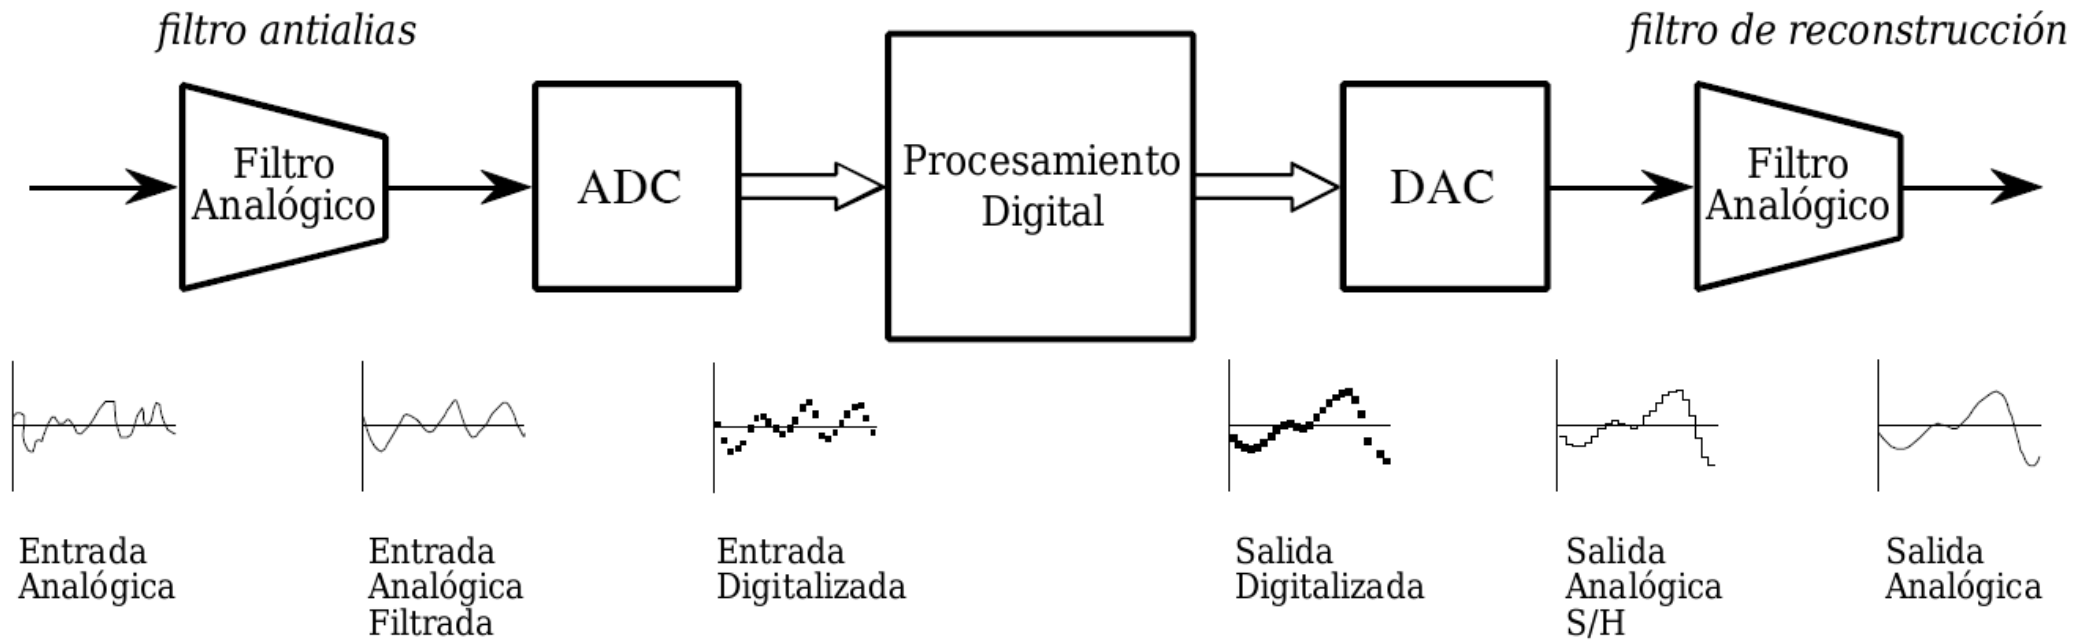 filtro antialias
filtro de reconstrucción
Filtro
Analógico
ADC
Procesamiento
Digital
DAC
Filtro
Analógico
Entrada
Analógica
Entrada
Analógica
Filtrada
Entrada
Digitalizada
Salida
Digitalizada
Salida
Analógica
S/H
Salida
Analógica